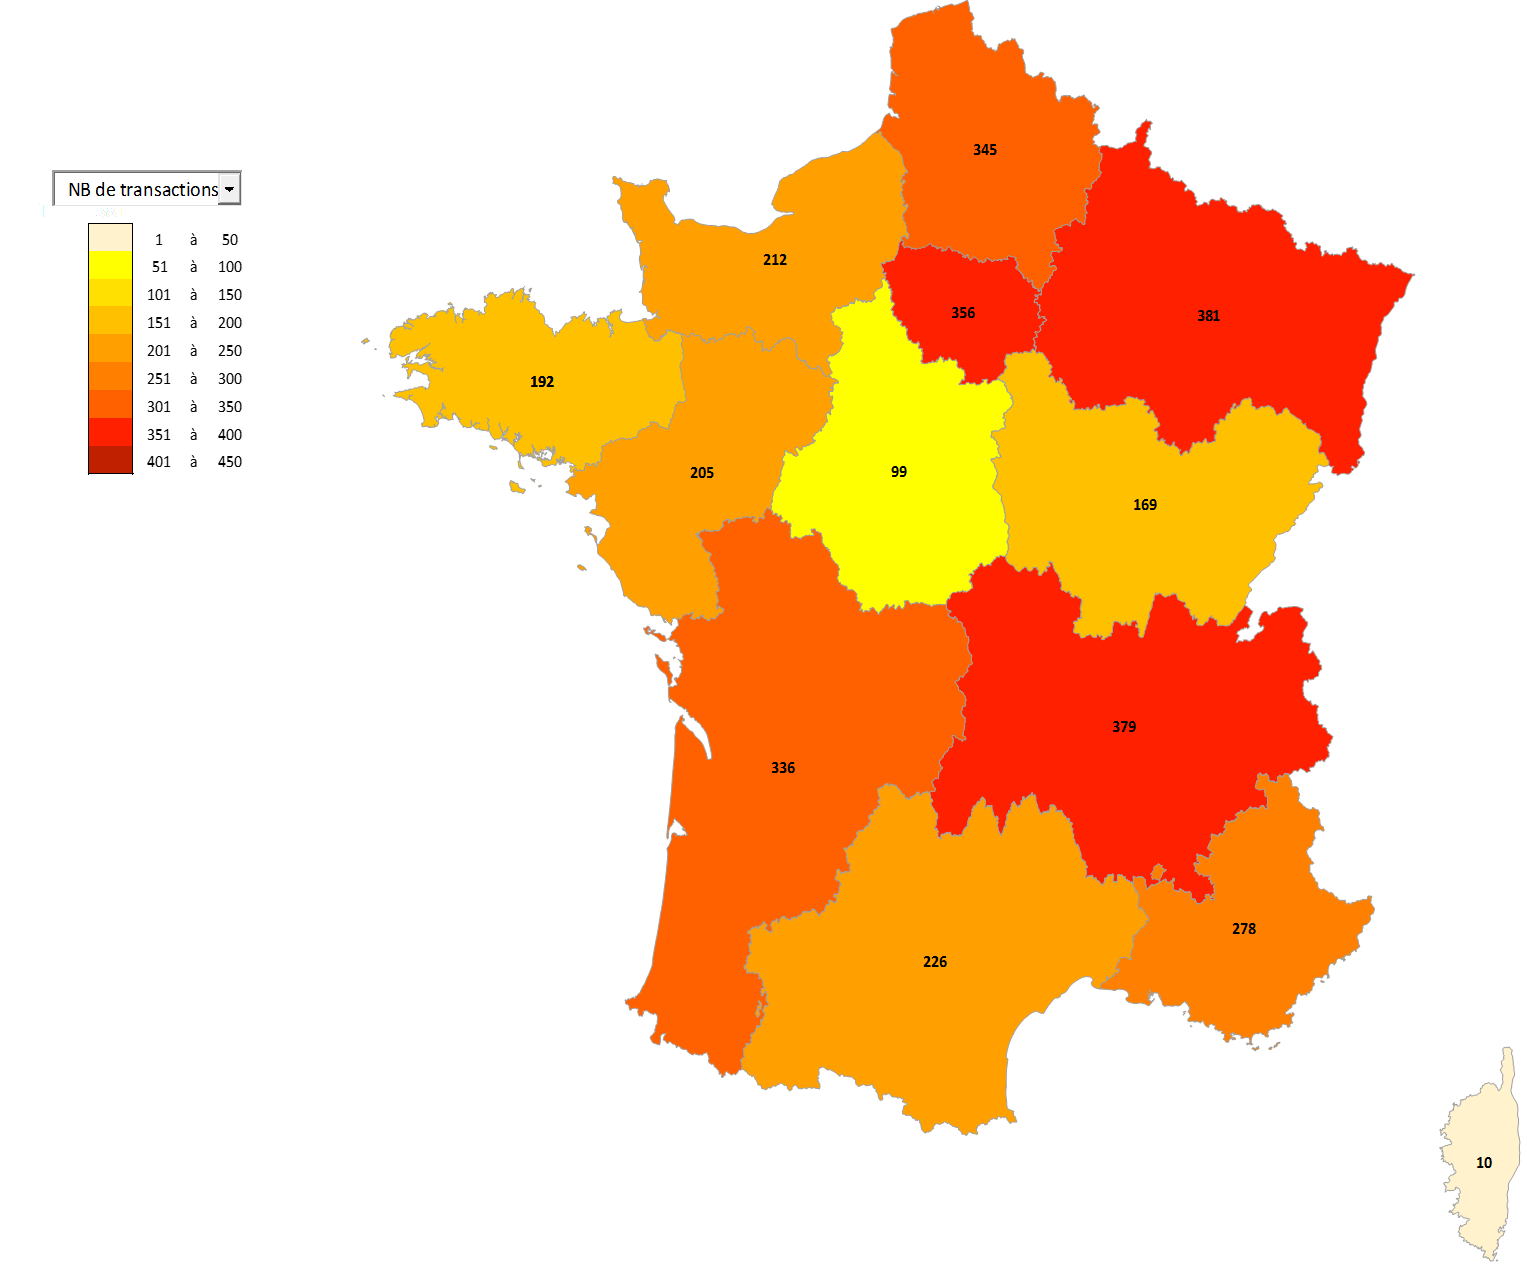 NB de transactions
1 à 50
51 à 100
101 à 150
151 à 200
201 à 250
251 à 300
301 à 350
351 à 400
401 à 450
345
212
356
381
192
205
99
169
379
336
278
226
10